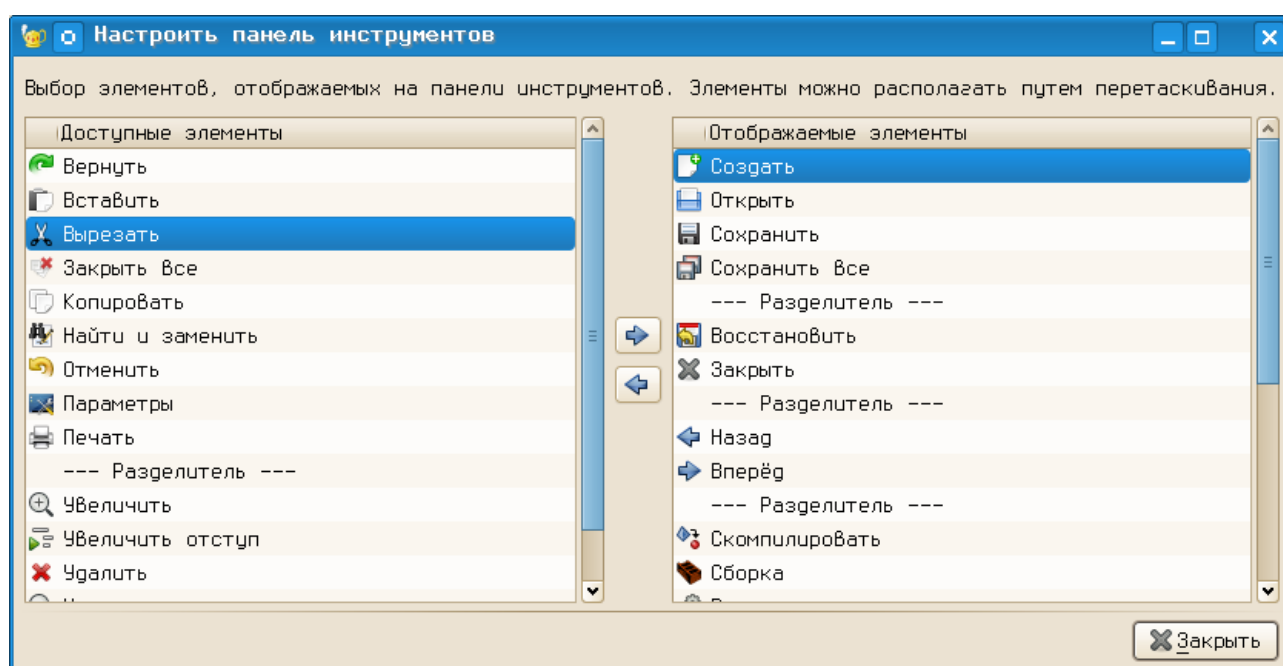 Настроить панель инструментов
Выбор элементов, отображаемых на панели инструментов. Элементы можно располагать путем перетаскивания.
Доступные элементы
Вернуть
Вставить
Вырезать
Закрыть все
Копировать
Найти и заменить
Отменить
Параметры
Печать
--- Разделитель ---
Увеличить
Увеличить отступ
Удалить
Отображаемые элементы
Создать
Открыть
Сохранить
Сохранить все
--- Разделитель ---
Восстановить
Закрыть
--- Разделитель ---
Назад
Вперёд
--- Разделитель ---
Скомпилировать
Сборка
Закрыть